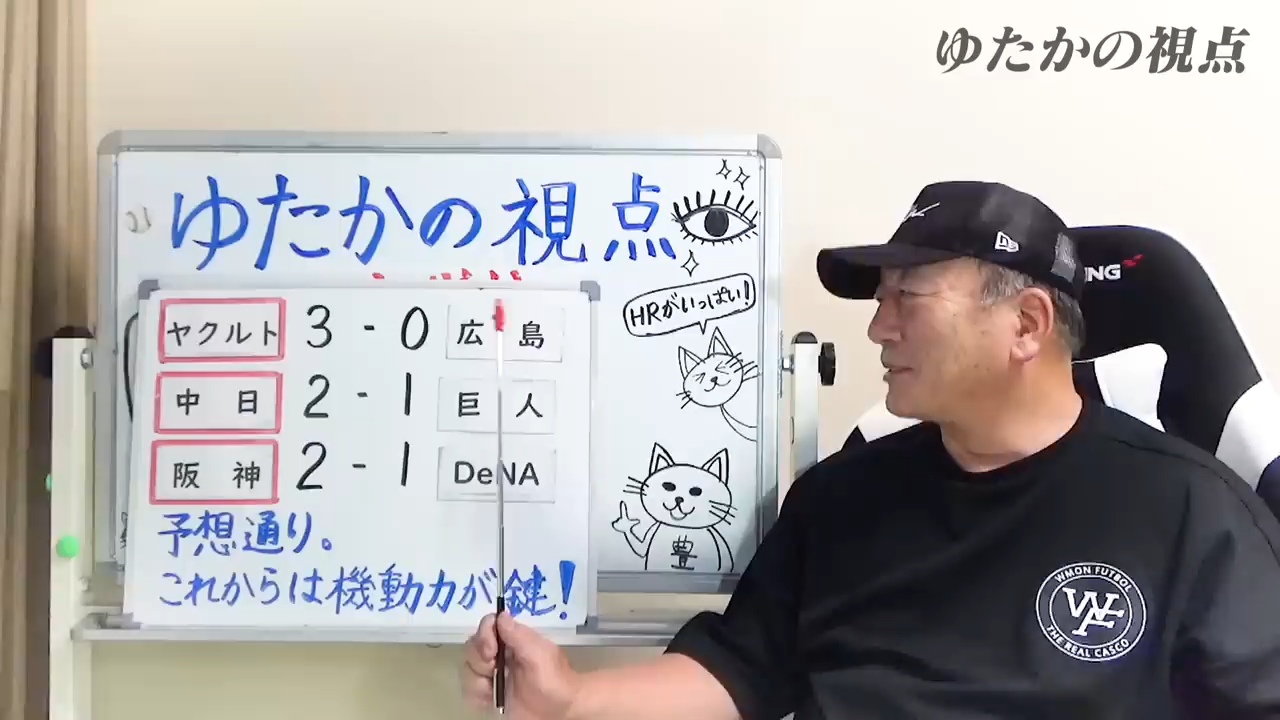 ゆたかの視点
ゆたかの視点
HRがいっぱい!
ヤクルト 3 - 0 広島
中日 2 - 1 巨人
阪神 2 - 1 DeNA
予想通り。
これからは機動力が鍵!
豊
WMON FUTBOL
WF
THE REAL CASCO